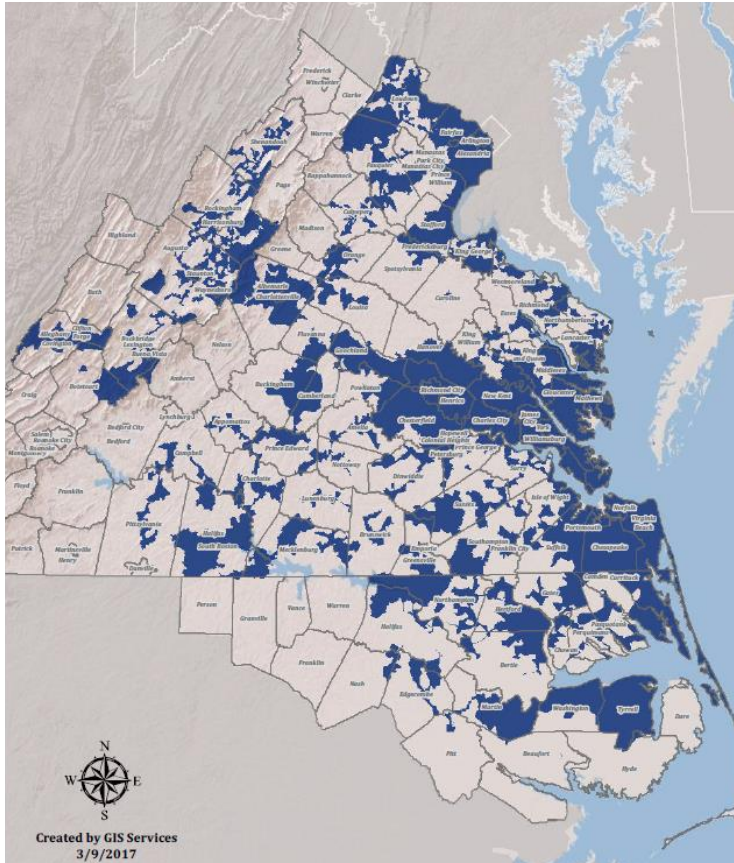 Frederick
Winchester
Clarke
Loudoun
Shenandoah
Warren
Fairfax
Arlington
Alexandria
Fauquier
Manassas
Park City
Manassas City
Prince
William
Rappahannock
Page
Rockingham
Harrisonburg
Culpeper
Madison
Stafford
Highland
Augusta
Greene
Orange
Fredericksburg
King George
Spotsylvania
Westmoreland
Staunton
Waynesboro
Albemarle
Charlottesville
Bath
Louisa
Caroline
Essex
Richmond
Northumberland
Lancaster
Alleghany
Clifton
Forge
Covington
Rockbridge
Lexington
Buena Vista
Nelson
Fluvanna
Goochland
Hanover
King
William
King
and Queen
Middlesex
Gloucester
Mathews
Craig
Botetourt
Amherst
Buckingham
Cumberland
Powhatan
Richmond City
Henrico
New Kent
Chesterfield
Charles City
James
City
York
Williamsburg
Bedford City
Bedford
Lynchburg
Appomattox
Amelia
Hopewell
Colonial Heights
Prince George
Petersburg
Salem
Roanoke City
Roanoke
Montgomery
Campbell
Prince Edward
Nottoway
Dinwiddie
Surry
Floyd
Franklin
Charlotte
Lunenburg
Sussex
Isle of Wight
Norfolk
Virginia
Beach
Portsmouth
Chesapeake
Pittsylvania
Halifax
South Boston
Mecklenburg
Brunswick
Emporia
Greensville
Southampton
Franklin City
Suffolk
Patrick
Martinsville
Henry
Danville
Person
Granville
Vance
Warren
Northampton
Hertford
Gates
Camden
Currituck
Pasquotank
Perquimans
Chowan
Halifax
Franklin
Nash
Bertie
Edgecombe
Martin
Washington
Tyrrell
Dare
Pitt
Beaufort
Hyde
N
W
E
S
Created by GIS Services
3/9/2017